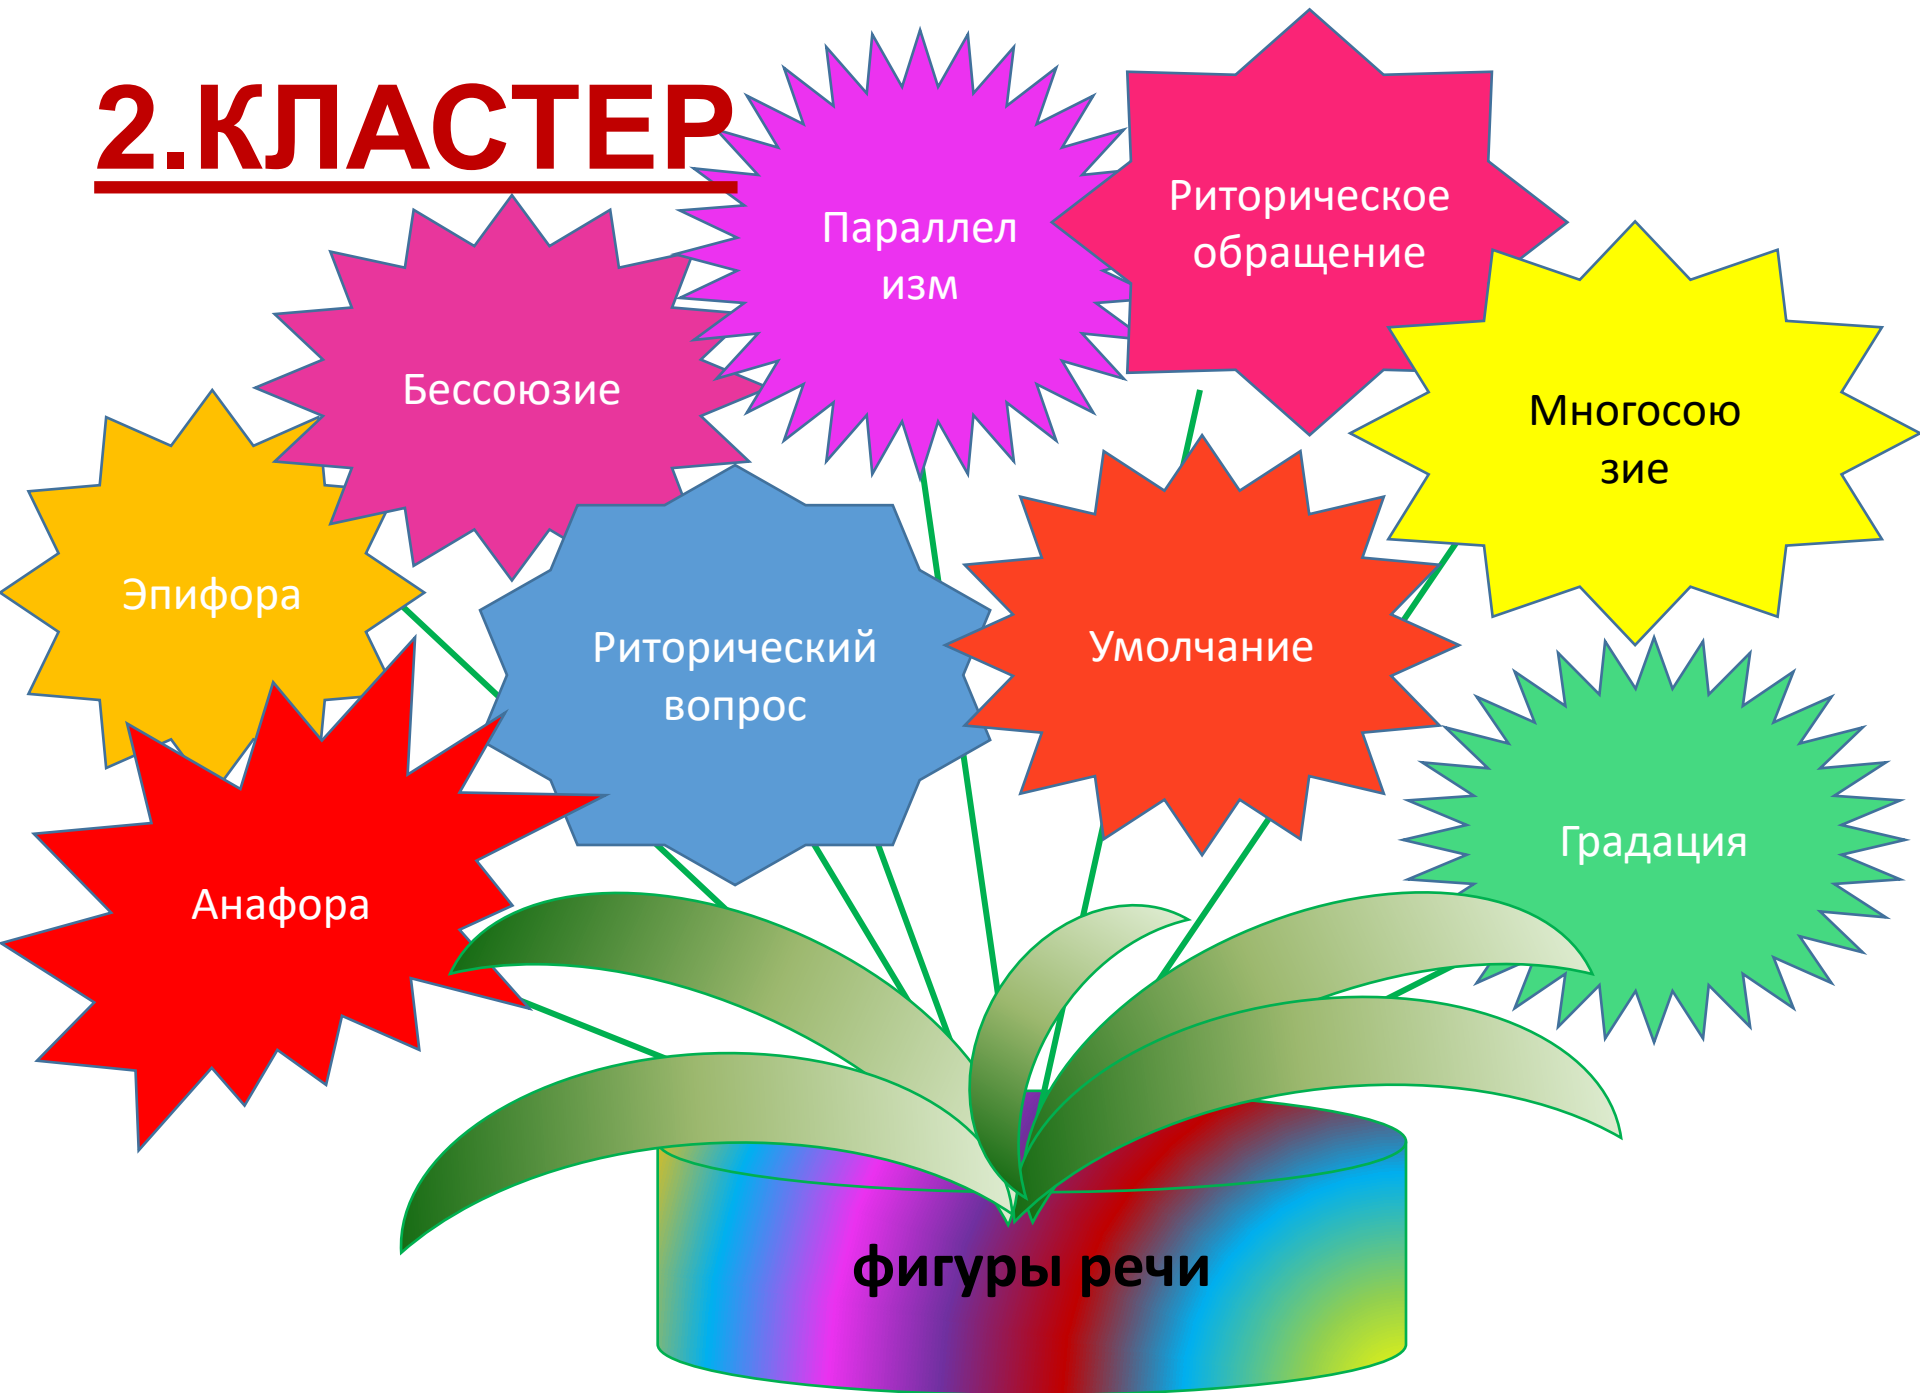 2.КЛАСТЕР
Параллел
изм
Риторическое
обращение
Бессоюзие
Многосою
зие
Эпифора
Риторический
вопрос
Умолчание
Градация
Анафора
фигуры речи